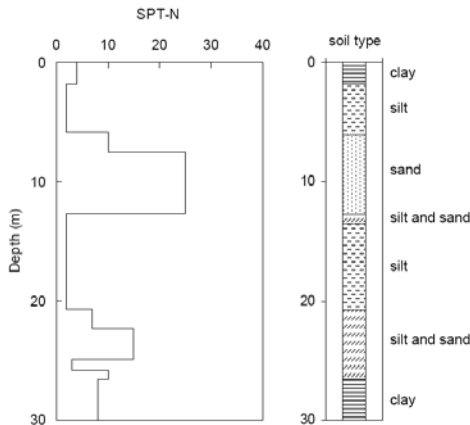 SPT-N
0 10 20 30 40
0
10
20
30
Depth (m)
soil type
0
10
20
30
clay
silt
sand
silt and sand
silt
silt and sand
clay